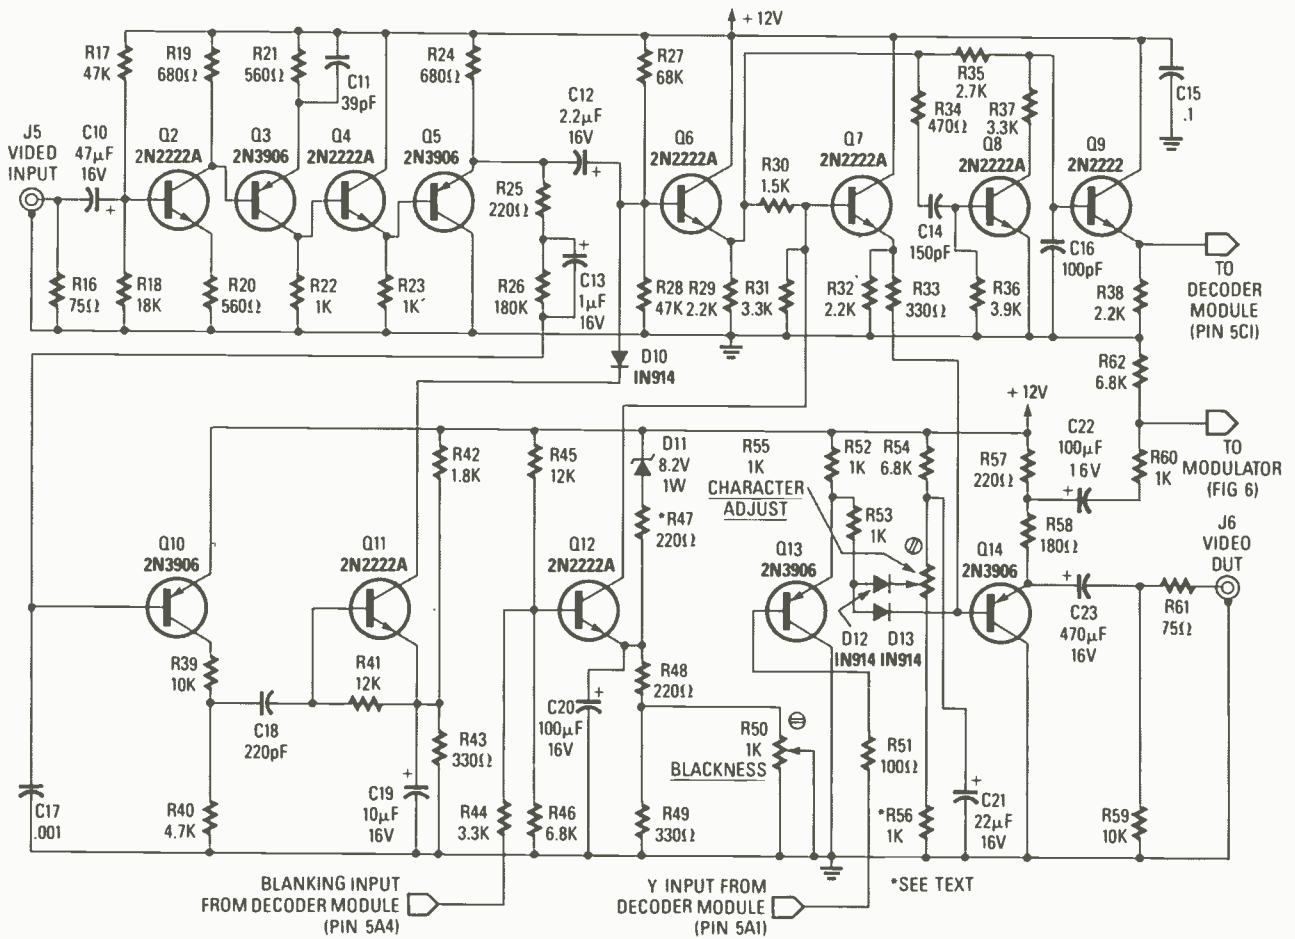 + 12V
R17
47K
R19
680Ω
R21
560Ω
C11
39pF
R24
680Ω
R27
68K
R35
2.7K
R34
470Ω
R37
3.3K
C15
.1
J5
VIDEO
INPUT
C10
47µF
16V
Q2
2N2222A
Q3
2N3906
Q4
2N2222A
Q5
2N3906
C12
2.2µF
16V
+
Q6
2N2222A
R30
1.5K
Q7
2N2222A
Q8
2N2222A
Q9
2N2222
+
R25
220Ω
C14
150pF
C16
100pF
R16
75Ω
R18
18K
R20
560Ω
R22
1K
R23
1K
R26
180K
+
C13
1µF
16V
R28
47K
R29
2.2K
R31
3.3K
R32
2.2K
R33
330Ω
R36
3.9K
R38
2.2K
TO
DECODER
MODULE
(PIN 5CI)
D10
IN914
R62
6.8K
+ 12V
R42
1.8K
R45
12K
D11
8.2V
1W
R55
1K
CHARACTER
ADJUST
R52
1K
R54
6.8K
R57
220Ω
C22
100µF
16V
+
R60
1K
TO
MODULATOR
(FIG 6)
*R47
220Ω
R53
1K
R58
180Ω
J6
VIDEO
OUT
Q10
2N3906
Q11
2N2222A
Q12
2N2222A
Q13
2N3906
Q14
2N3906
+
C23
470µF
16V
R61
75Ω
D12
IN914
D13
IN914
R39
10K
R41
12K
C18
220pF
R48
220Ω
C20
100µF
16V
+
R43
330Ω
R50
1K
BLACKNESS
R51
100Ω
C17
.001
R40
4.7K
+
C19
10µF
16V
R44
3.3K
R46
6.8K
R49
330Ω
*R56
1K
+
C21
22µF
16V
R59
10K
BLANKING INPUT
FROM DECODER MODULE
(PIN 5A4)
Y INPUT FROM
DECODER MODULE
(PIN 5A1)
*SEE TEXT